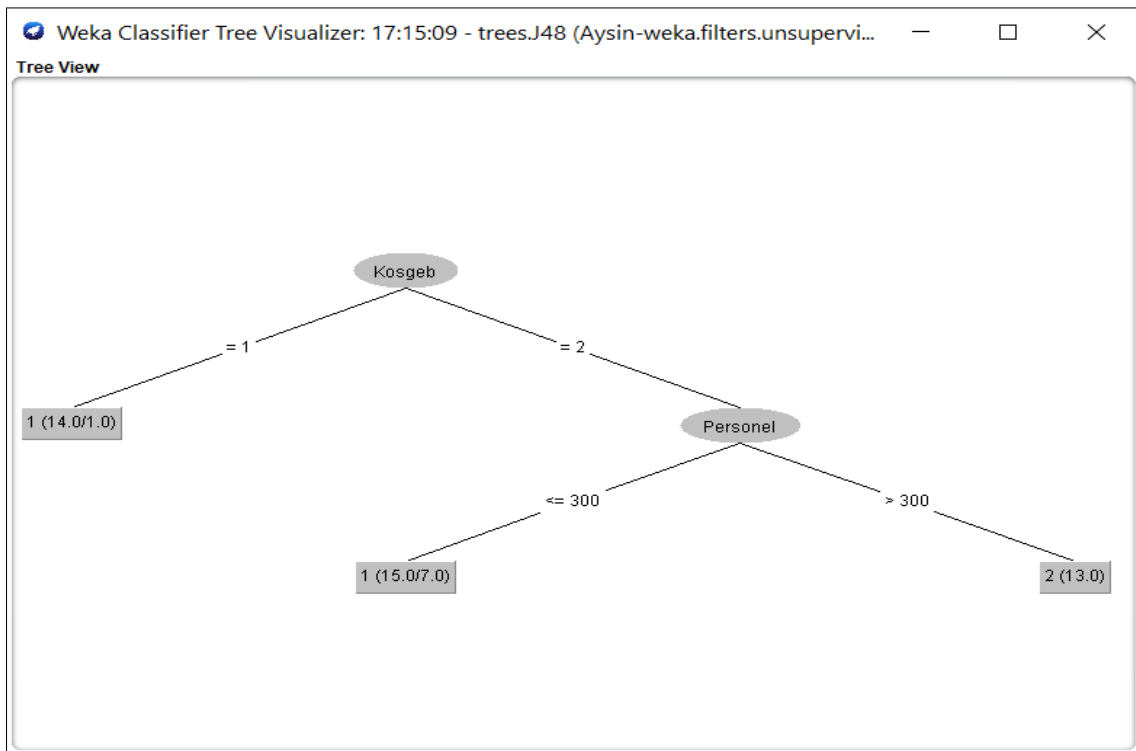 Weka Classifier Tree Visualizer: 17:15:09 - trees.J48 (Aysin-weka.filters.unsupervi...
Tree View
Kosgeb
= 1
= 2
1 (14.0/1.0)
Personel
<= 300
> 300
1 (15.0/7.0)
2 (13.0)